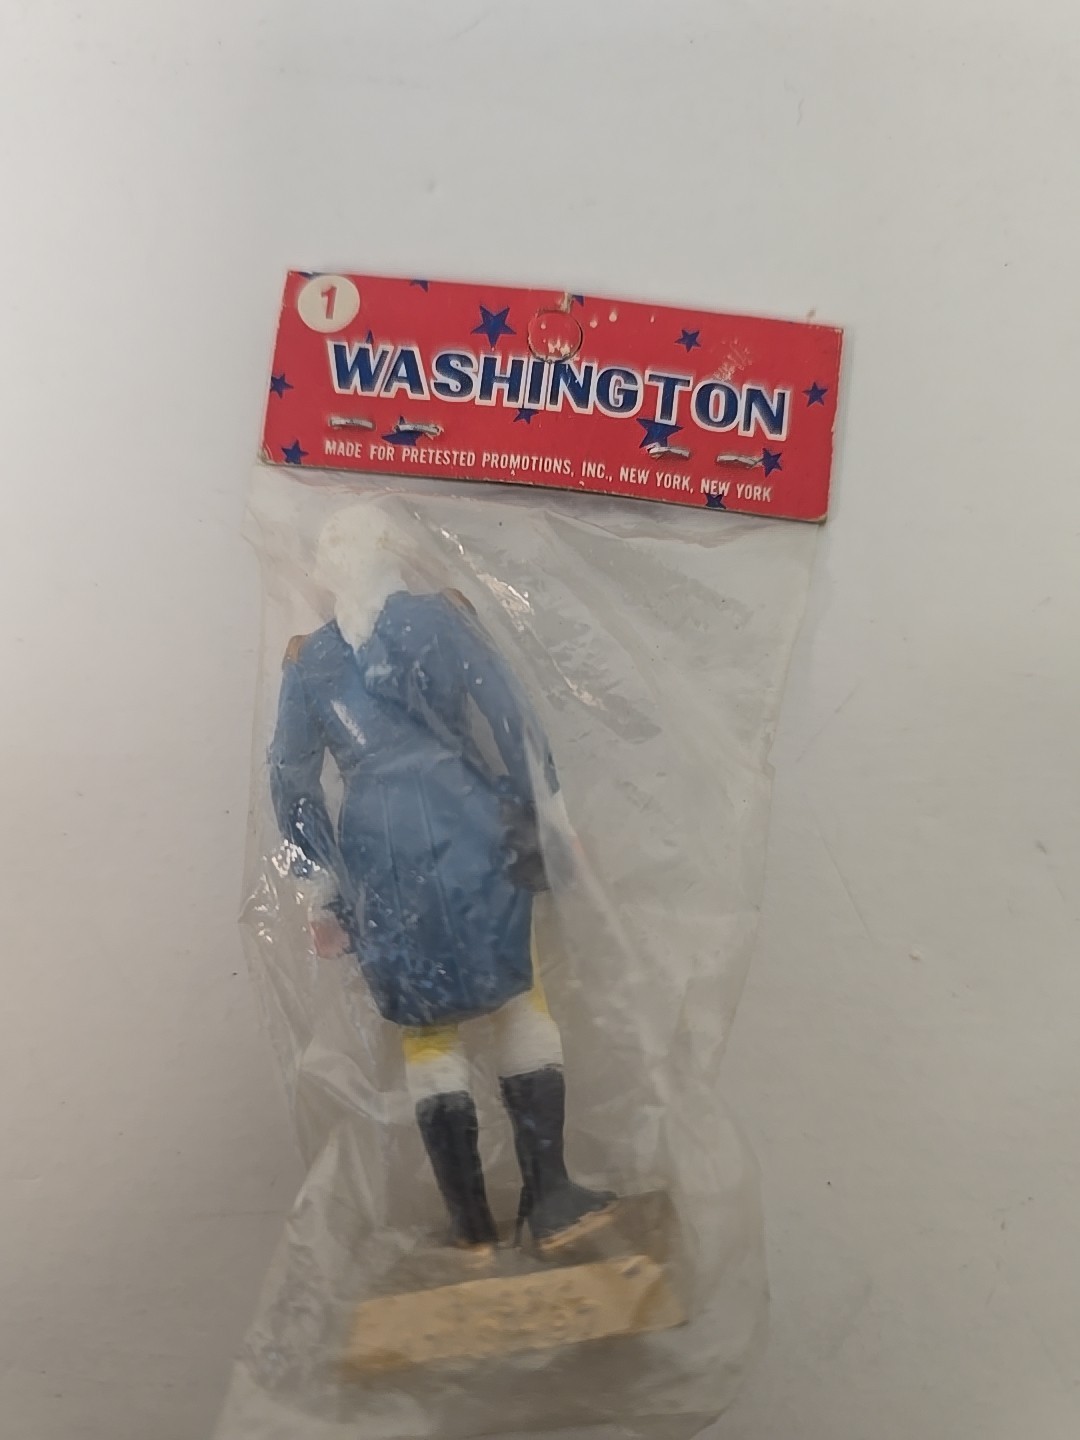 1
WASHINGTON
MADE FOR PRETESTED PROMOTIONS, INC., NEW YORK, NEW YORK